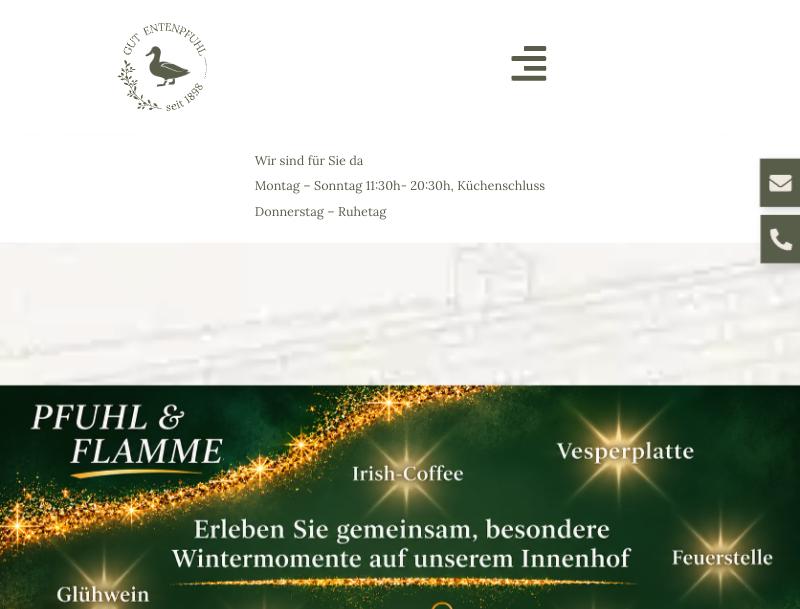 GUT ENTENPFUHL
seit 1898
Wir sind für Sie da
Montag – Sonntag 11:30h- 20:30h, Küchenschluss
Donnerstag – Ruhetag
PFUHL &
FLAMME
Irish-Coffee
Vesperplatte
Erleben Sie gemeinsam, besondere
Wintermomente auf unserem Innenhof
Feuerstelle
Glühwein